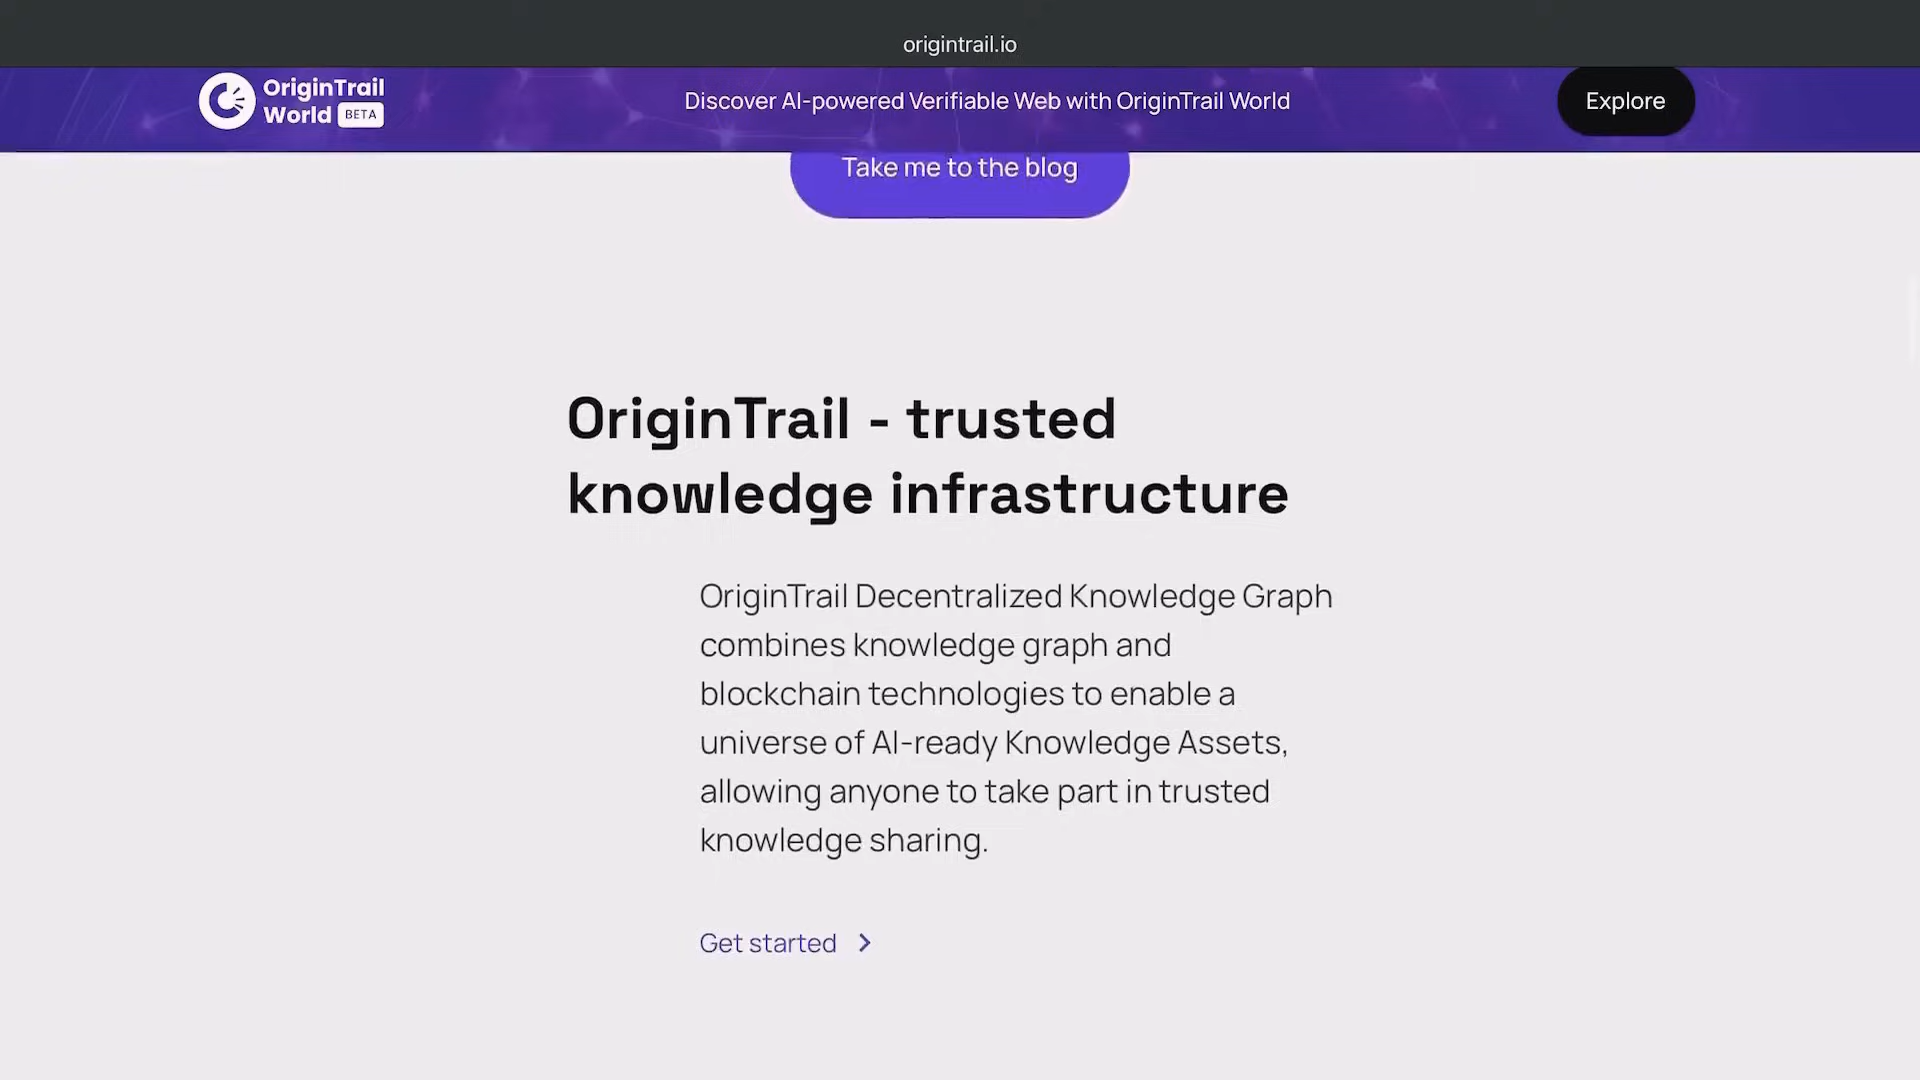 origintrail.io
OriginTrail
World BETA
Discover AI-powered Verifiable Web with OriginTrail World
Explore
Take me to the blog
OriginTrail - trusted
knowledge infrastructure
OriginTrail Decentralized Knowledge Graph
combines knowledge graph and
blockchain technologies to enable a
universe of AI-ready Knowledge Assets,
allowing anyone to take part in trusted
knowledge sharing.
Get started